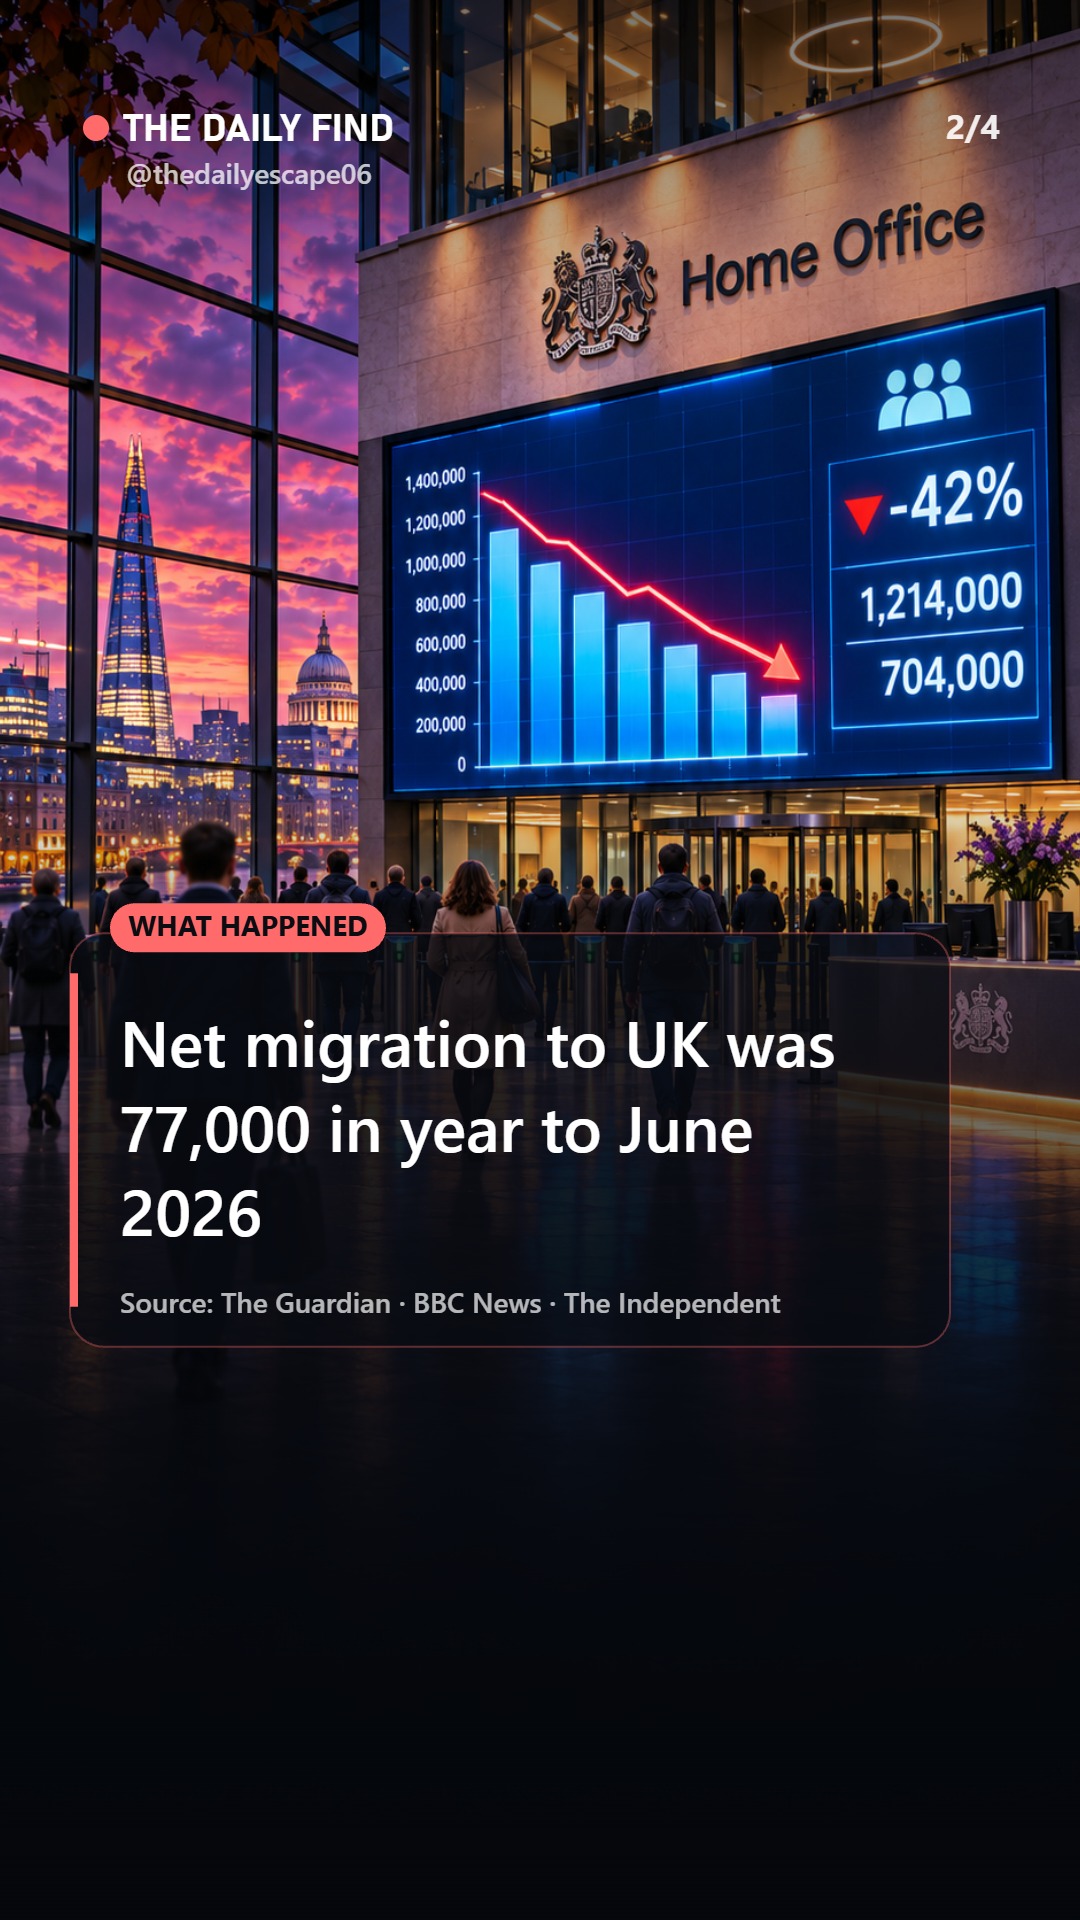 THE DAILY FIND
@thedailyescape06
2/4
Home Office
1,400,000
1,200,000
1,000,000
800,000
600,000
400,000
200,000
0
-42%
1,214,000
704,000
WHAT HAPPENED
Net migration to UK was
77,000 in year to June
2026
Source: The Guardian · BBC News · The Independent